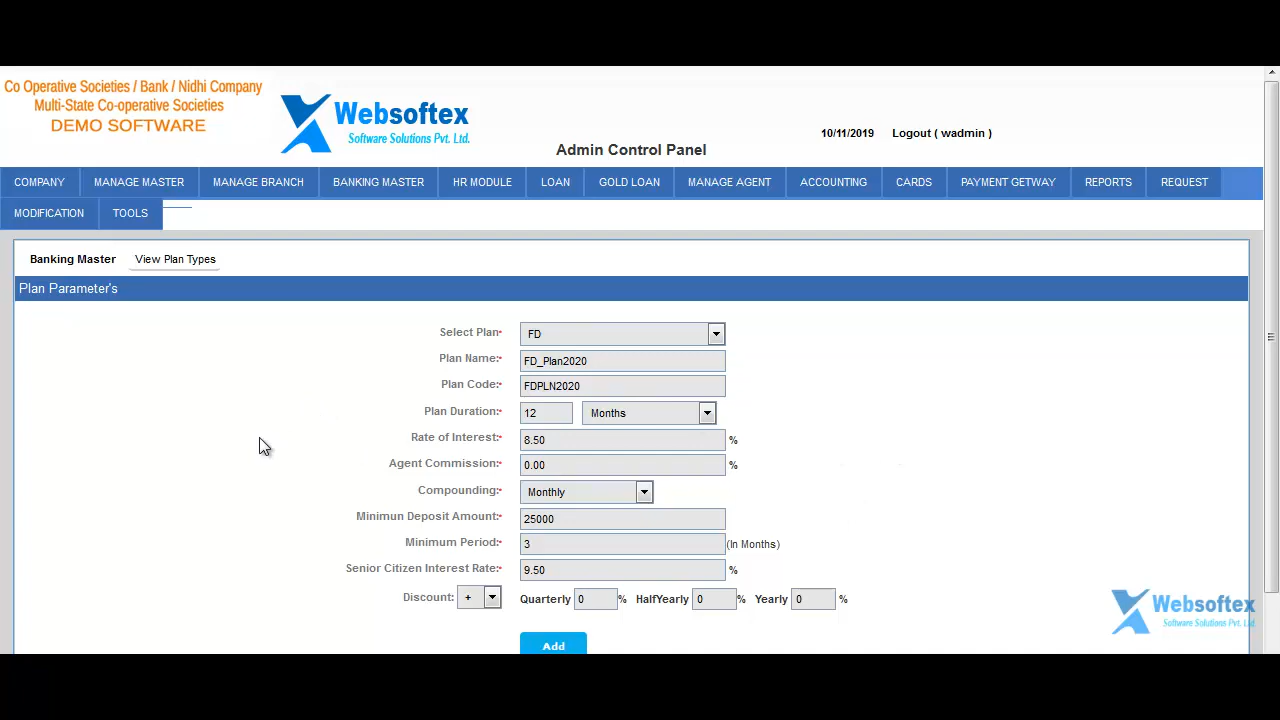 Co Operative Societies / Bank / Nidhi Company
Multi-State Co-operative Societies
DEMO SOFTWARE
Websoftex
Software Solutions Pvt. Ltd.
Admin Control Panel
10/11/2019 Logout ( wadmin )
COMPANY MANAGE MASTER MANAGE BRANCH BANKING MASTER HR MODULE LOAN GOLD LOAN MANAGE AGENT ACCOUNTING CARDS PAYMENT GETWAY REPORTS REQUEST
MODIFICATION TOOLS
Banking Master View Plan Types
Plan Parameter's
Select Plan* FD
Plan Name:* FD_Plan2020
Plan Code:* FDPLN2020
Plan Duration:* 12 Months
Rate of Interest:* 8.50 %
Agent Commission:* 0.00 %
Compounding:* Monthly
Minimun Deposit Amount:* 25000
Minimum Period:* 3 (In Months)
Senior Citizen Interest Rate:* 9.50 %
Discount: + Quarterly 0 % HalfYearly 0 % Yearly 0 %
Add
Websoftex
Software Solutions Pvt. Ltd.